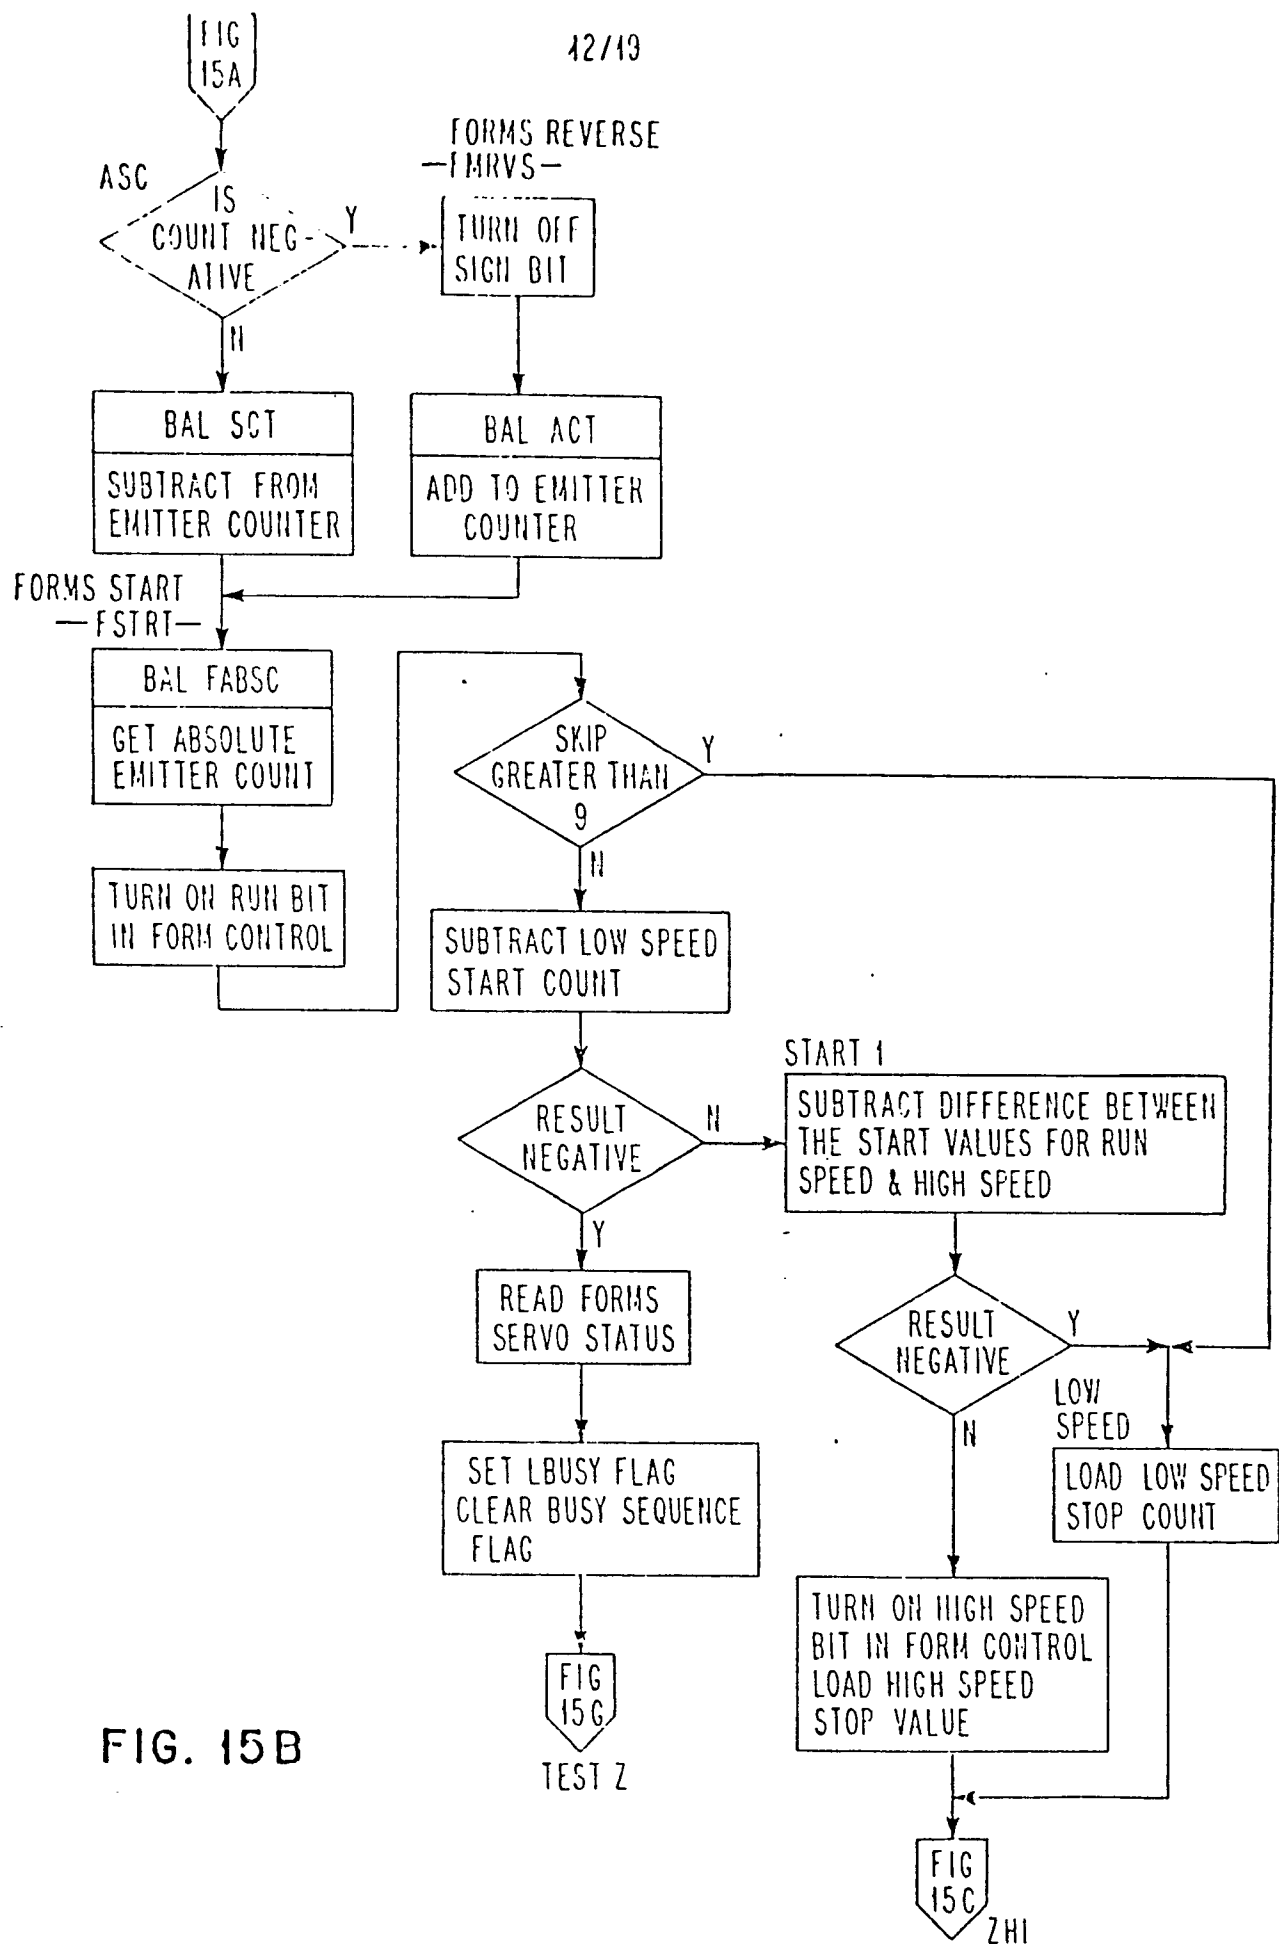 FIG
15A
12/19
ASC
IS
COUNT NEG-
ATIVE
Y
N
FORMS REVERSE
—FMRVS—
TURN OFF
SIGN BIT
BAL SCT
SUBTRACT FROM
EMITTER COUNTER
BAL ACT
ADD TO EMITTER
COUNTER
FORMS START
—FSTRT—
BAL FABSC
GET ABSOLUTE
EMITTER COUNT
TURN ON RUN BIT
IN FORM CONTROL
SKIP
GREATER THAN
9
Y
N
SUBTRACT LOW SPEED
START COUNT
RESULT
NEGATIVE
N
Y
START 1
SUBTRACT DIFFERENCE BETWEEN
THE START VALUES FOR RUN
SPEED & HIGH SPEED
READ FORMS
SERVO STATUS
RESULT
NEGATIVE
Y
N
LOW
SPEED
LOAD LOW SPEED
STOP COUNT
SET LBUSY FLAG
CLEAR BUSY SEQUENCE
FLAG
TURN ON HIGH SPEED
BIT IN FORM CONTROL
LOAD HIGH SPEED
STOP VALUE
FIG
15G
TEST Z
FIG
15C
ZHI
FIG. 15B